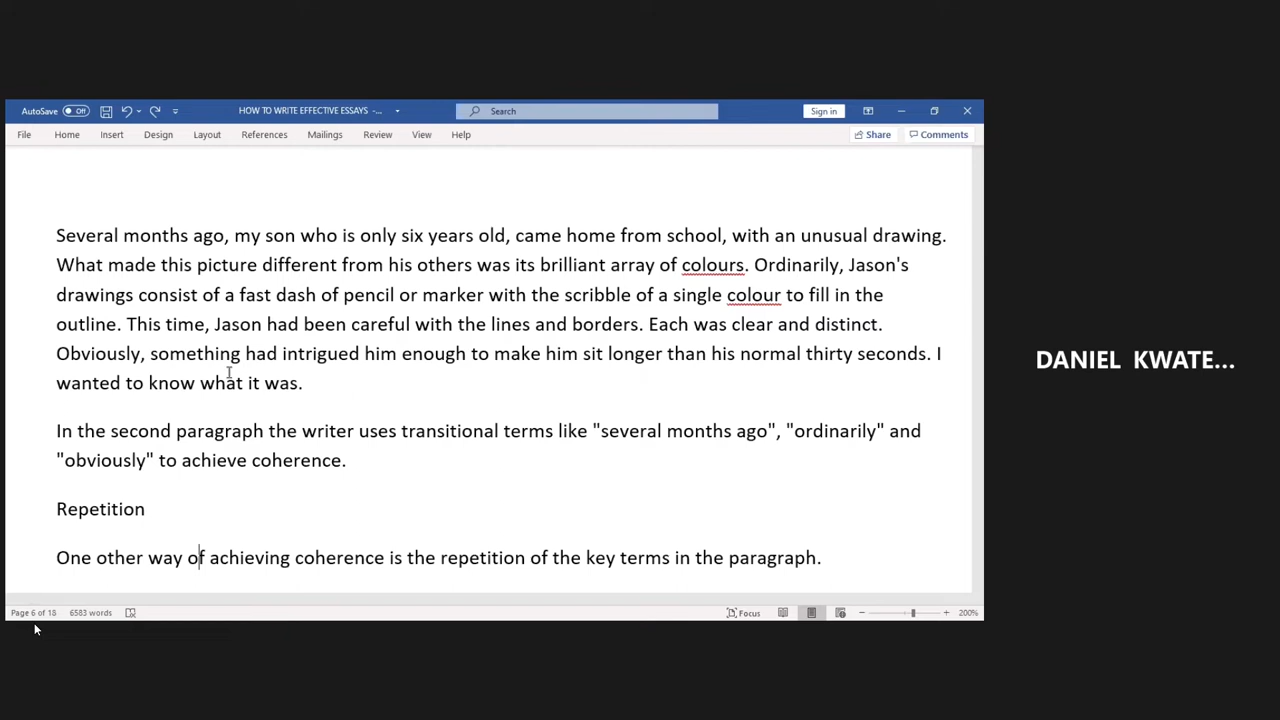 AutoSave Off HOW TO WRITE EFFECTIVE ESSAYS -... Search Sign in
File Home Insert Design Layout References Mailings Review View Help Share Comments
Several months ago, my son who is only six years old, came home from school, with an unusual drawing.
What made this picture different from his others was its brilliant array of colours. Ordinarily, Jason's
drawings consist of a fast dash of pencil or marker with the scribble of a single colour to fill in the
outline. This time, Jason had been careful with the lines and borders. Each was clear and distinct.
Obviously, something had intrigued him enough to make him sit longer than his normal thirty seconds. I
wanted to know what it was.
In the second paragraph the writer uses transitional terms like "several months ago", "ordinarily" and
"obviously" to achieve coherence.
Repetition
One other way of achieving coherence is the repetition of the key terms in the paragraph.
Page 6 of 18 6583 words Focus 200%
DANIEL KWATE...